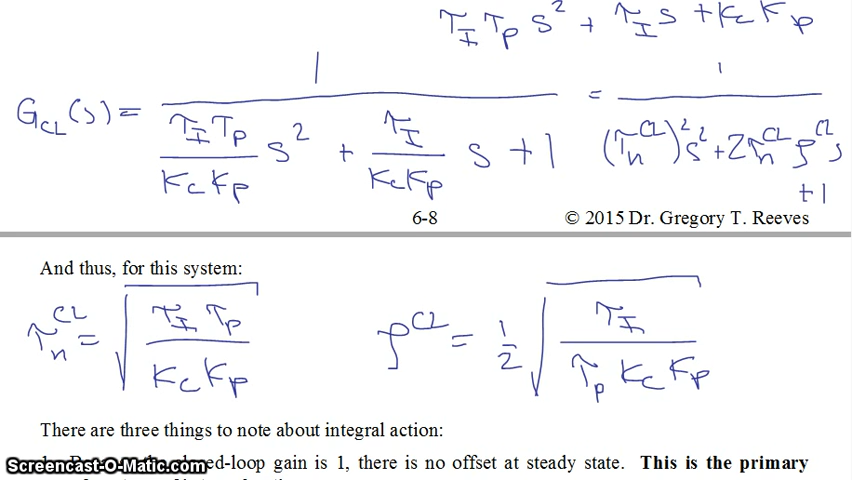 τ_I τ_p s² + τ_I s + K_c K_p
G_CL(s) = 1 / ( (τ_I τ_p / K_c K_p) s² + (τ_I / K_c K_p) s + 1 ) = 1 / ( (τ_n^CL)² s² + 2 τ_n^CL ζ^CL s + 1 )
6-8 © 2015 Dr. Gregory T. Reeves
And thus, for this system:
τ_n^CL = √( τ_I τ_p / K_c K_p ) ζ^CL = 1/2 √( τ_I / τ_p K_c K_p )
There are three things to note about integral action:
Screencast-O-Matic.com
closed-loop gain is 1, there is no offset at steady state. This is the primary